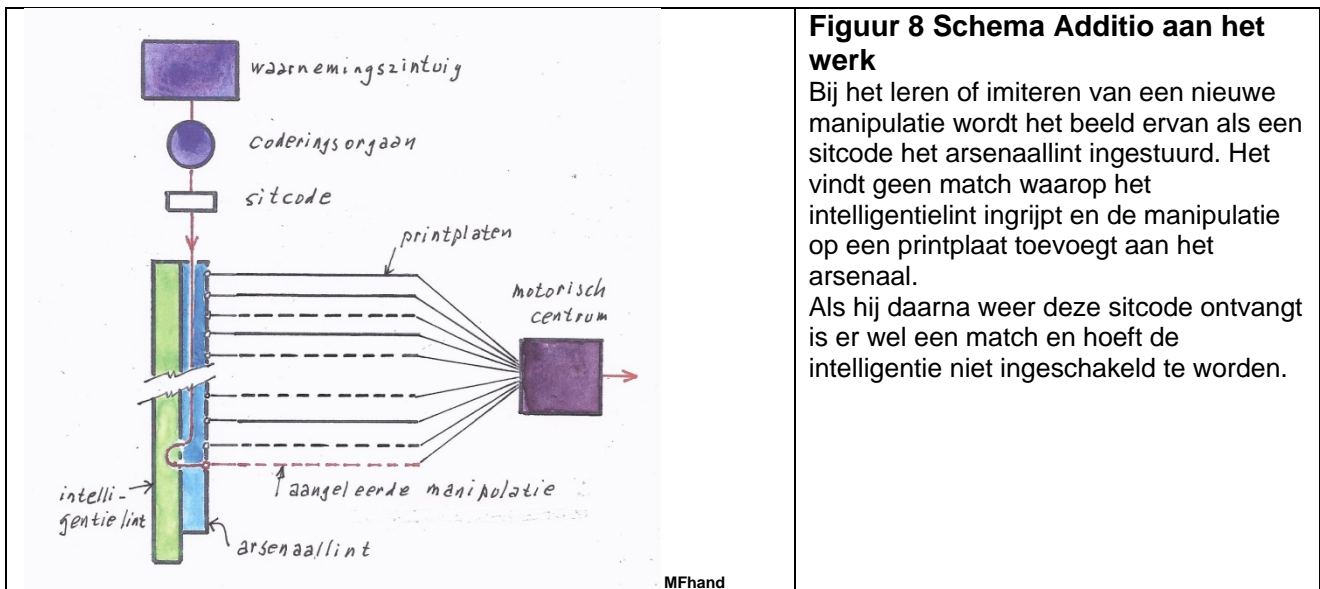 waarnemingszintuig
coderingsorgaan
sitcode
printplaten
motorisch
centrum
aangeleerde manipulatie
intelli-
gentielint
arsenaallint
MFhand
Figuur 8 Schema Additio aan het
werk
Bij het leren of imiteren van een nieuwe
manipulatie wordt het beeld ervan als een
sitcode het arsenaallint ingestuurd. Het
vindt geen match waarop het
intelligentielint ingrijpt en de manipulatie
op een printplaat toevoegt aan het
arsenaal.
Als hij daarna weer deze sitcode ontvangt
is er wel een match en hoeft de
intelligentie niet ingeschakeld te worden.